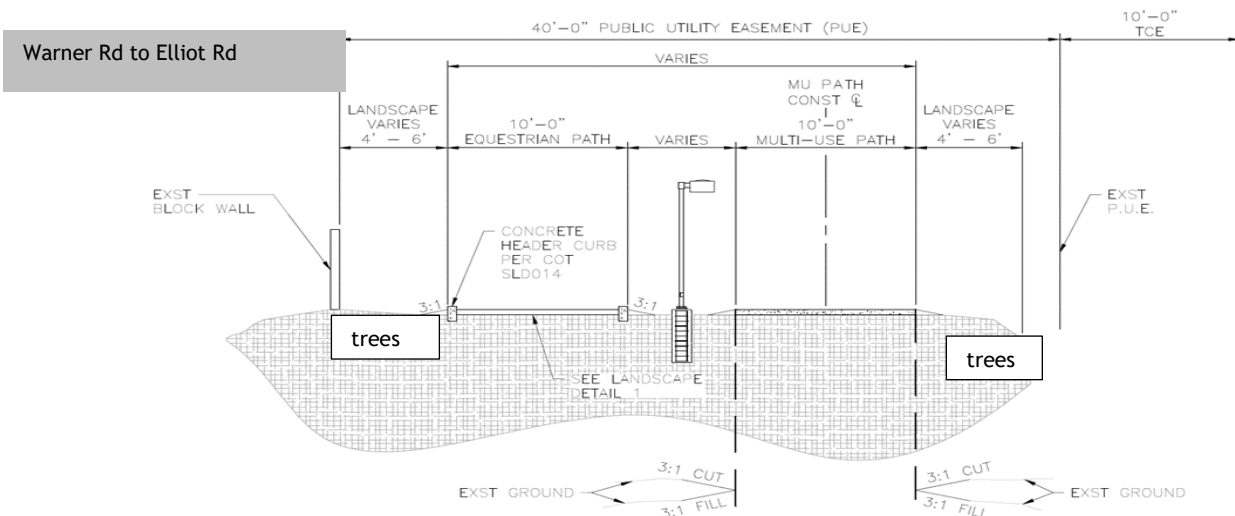 40'-0" PUBLIC UTILITY EASEMENT (PUE)
10'-0"
TCE
Warner Rd to Elliot Rd
VARIES
MU PATH
CONST ℄
LANDSCAPE
VARIES
4' - 6'
10'-0"
EQUESTRIAN PATH
VARIES
10'-0"
MULTI-USE PATH
LANDSCAPE
VARIES
4' - 6'
EXST
BLOCK WALL
EXST
P.U.E.
CONCRETE
HEADER CURB
PER COT
SLD014
3:1
3:1
trees
trees
SEE LANDSCAPE
DETAIL 1
3:1 CUT
EXST GROUND
3:1 FILL
3:1 CUT
EXST GROUND
3:1 FILL